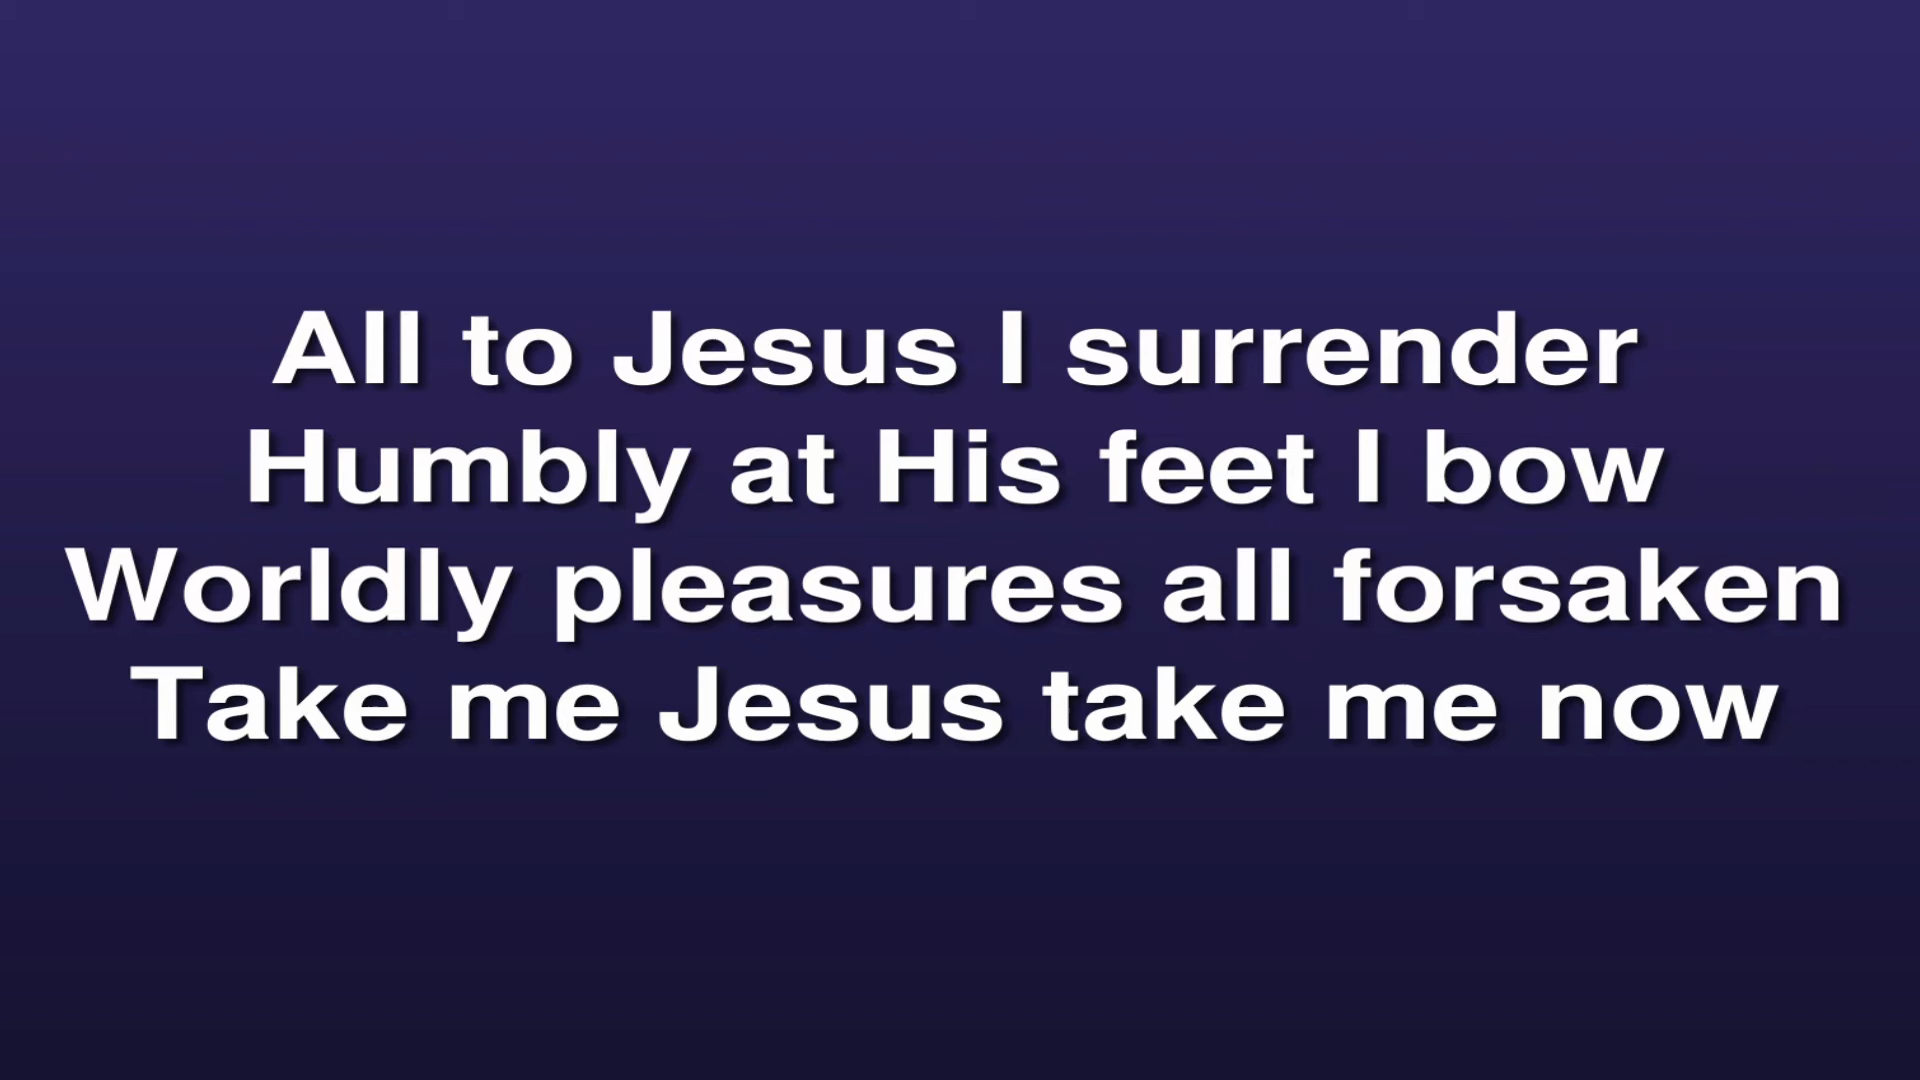 All to Jesus I surrender
Humbly at His feet I bow
Worldly pleasures all forsaken
Take me Jesus take me now